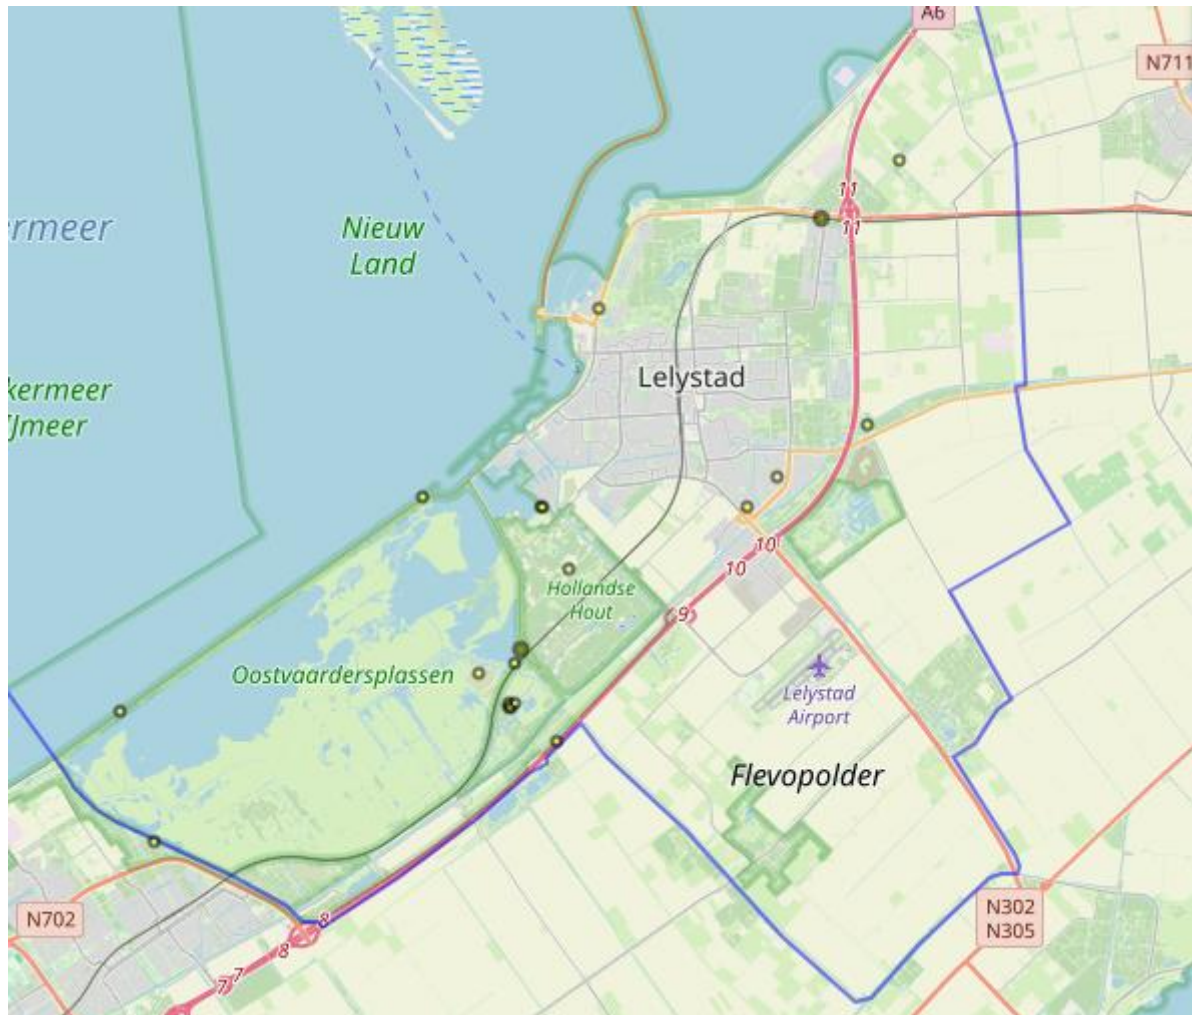 A6
N711
11
ermeer
Nieuw
Land
11
Lelystad
kermeer
IJmeer
10
10
Hollandse
Hout
9
Oostvaardersplassen
Lelystad
Airport
Flevopolder
N302
N305
N702
8
8
7
7